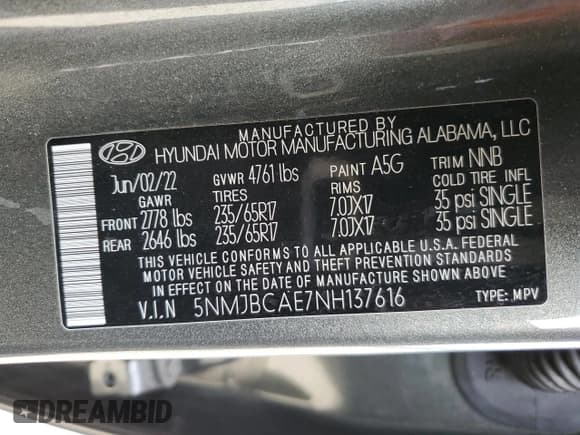 MANUFACTURED BY
HYUNDAI MOTOR MANUFACTURING ALABAMA, LLC
Jun/02/22 GVWR 4761 lbs PAINT A5G TRIM NNB
GAWR TIRES RIMS COLD TIRE INFL
FRONT 2778 lbs 235/65R17 7.0JX17 35 psi SINGLE
REAR 2646 lbs 235/65R17 7.0JX17 35 psi SINGLE
THIS VEHICLE CONFORMS TO ALL APPLICABLE U.S.A. FEDERAL
MOTOR VEHICLE SAFETY AND THEFT PREVENTION STANDARDS
IN EFFECT ON THE DATE OF MANUFACTURE SHOWN ABOVE.
V.I.N 5NMJBCAE7NH137616 TYPE: MPV
DREAMBID